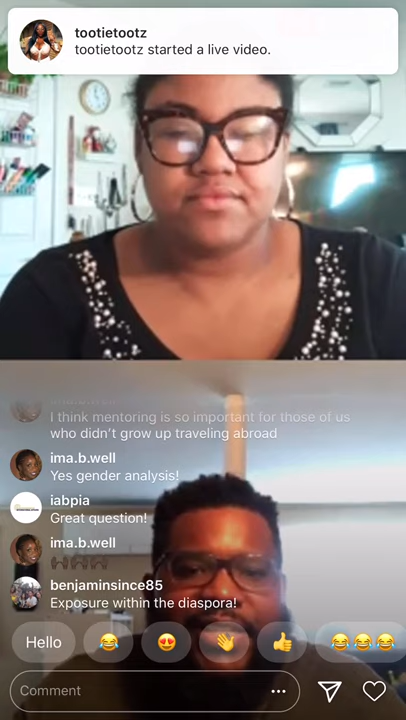 tootietootz
tootietootz started a live video.
I think mentoring is so important for those of us
who didn't grow up traveling abroad
ima.b.well
Yes gender analysis!
iabpia
Great question!
ima.b.well
🙌🏾🙌🏾🙌🏾
benjaminsince85
Exposure within the diaspora!
Hello 😂 😍 👋 👍 😂😂😂
Comment